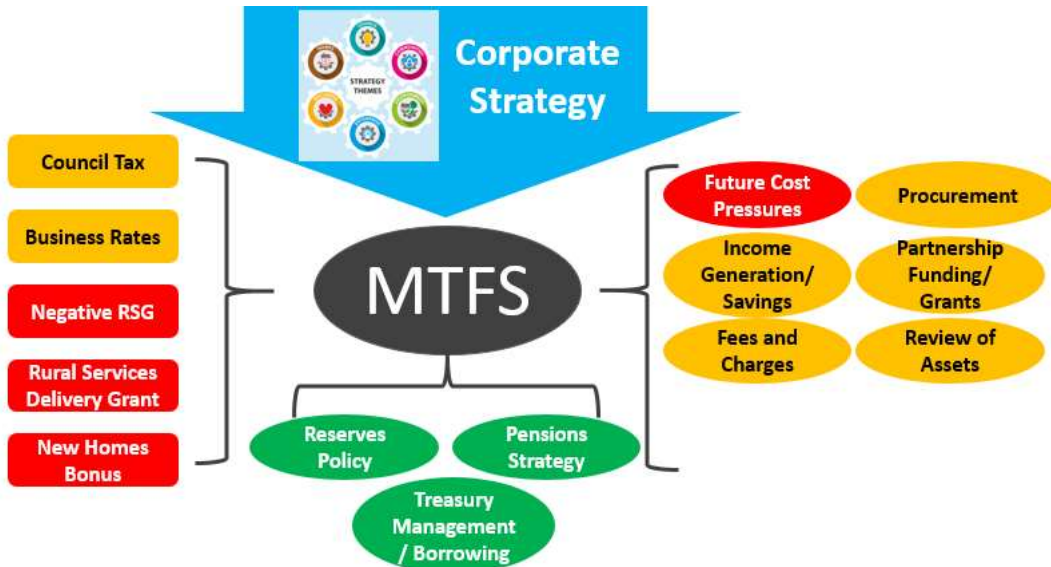 Corporate
Strategy
STRATEGY
THEMES
Council Tax
Business Rates
Negative RSG
Rural Services
Delivery Grant
New Homes
Bonus
MTFS
Future Cost
Pressures
Procurement
Income
Generation/
Savings
Partnership
Funding/
Grants
Fees and
Charges
Review of
Assets
Reserves
Policy
Pensions
Strategy
Treasury
Management
/ Borrowing